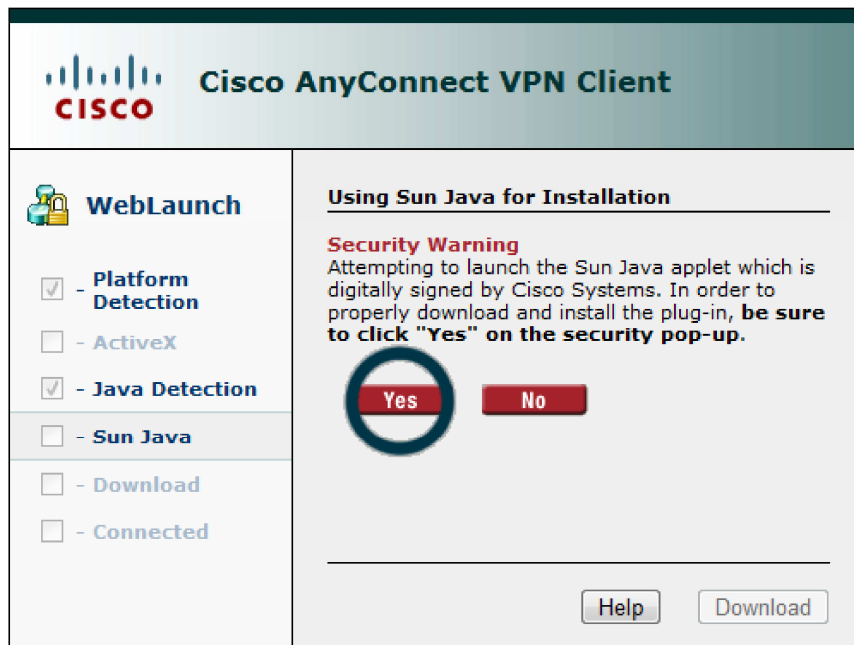 CISCO
Cisco AnyConnect VPN Client
WebLaunch
- Platform
Detection
- ActiveX
- Java Detection
- Sun Java
- Download
- Connected
Using Sun Java for Installation
Security Warning
Attempting to launch the Sun Java applet which is
digitally signed by Cisco Systems. In order to
properly download and install the plug-in, be sure
to click "Yes" on the security pop-up.
Yes No
Help Download